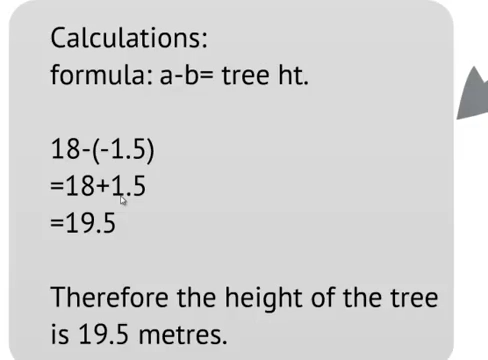 Calculations:
formula: a-b= tree ht.
18-(-1.5)
=18+1.5
=19.5
Therefore the height of the tree
is 19.5 metres.